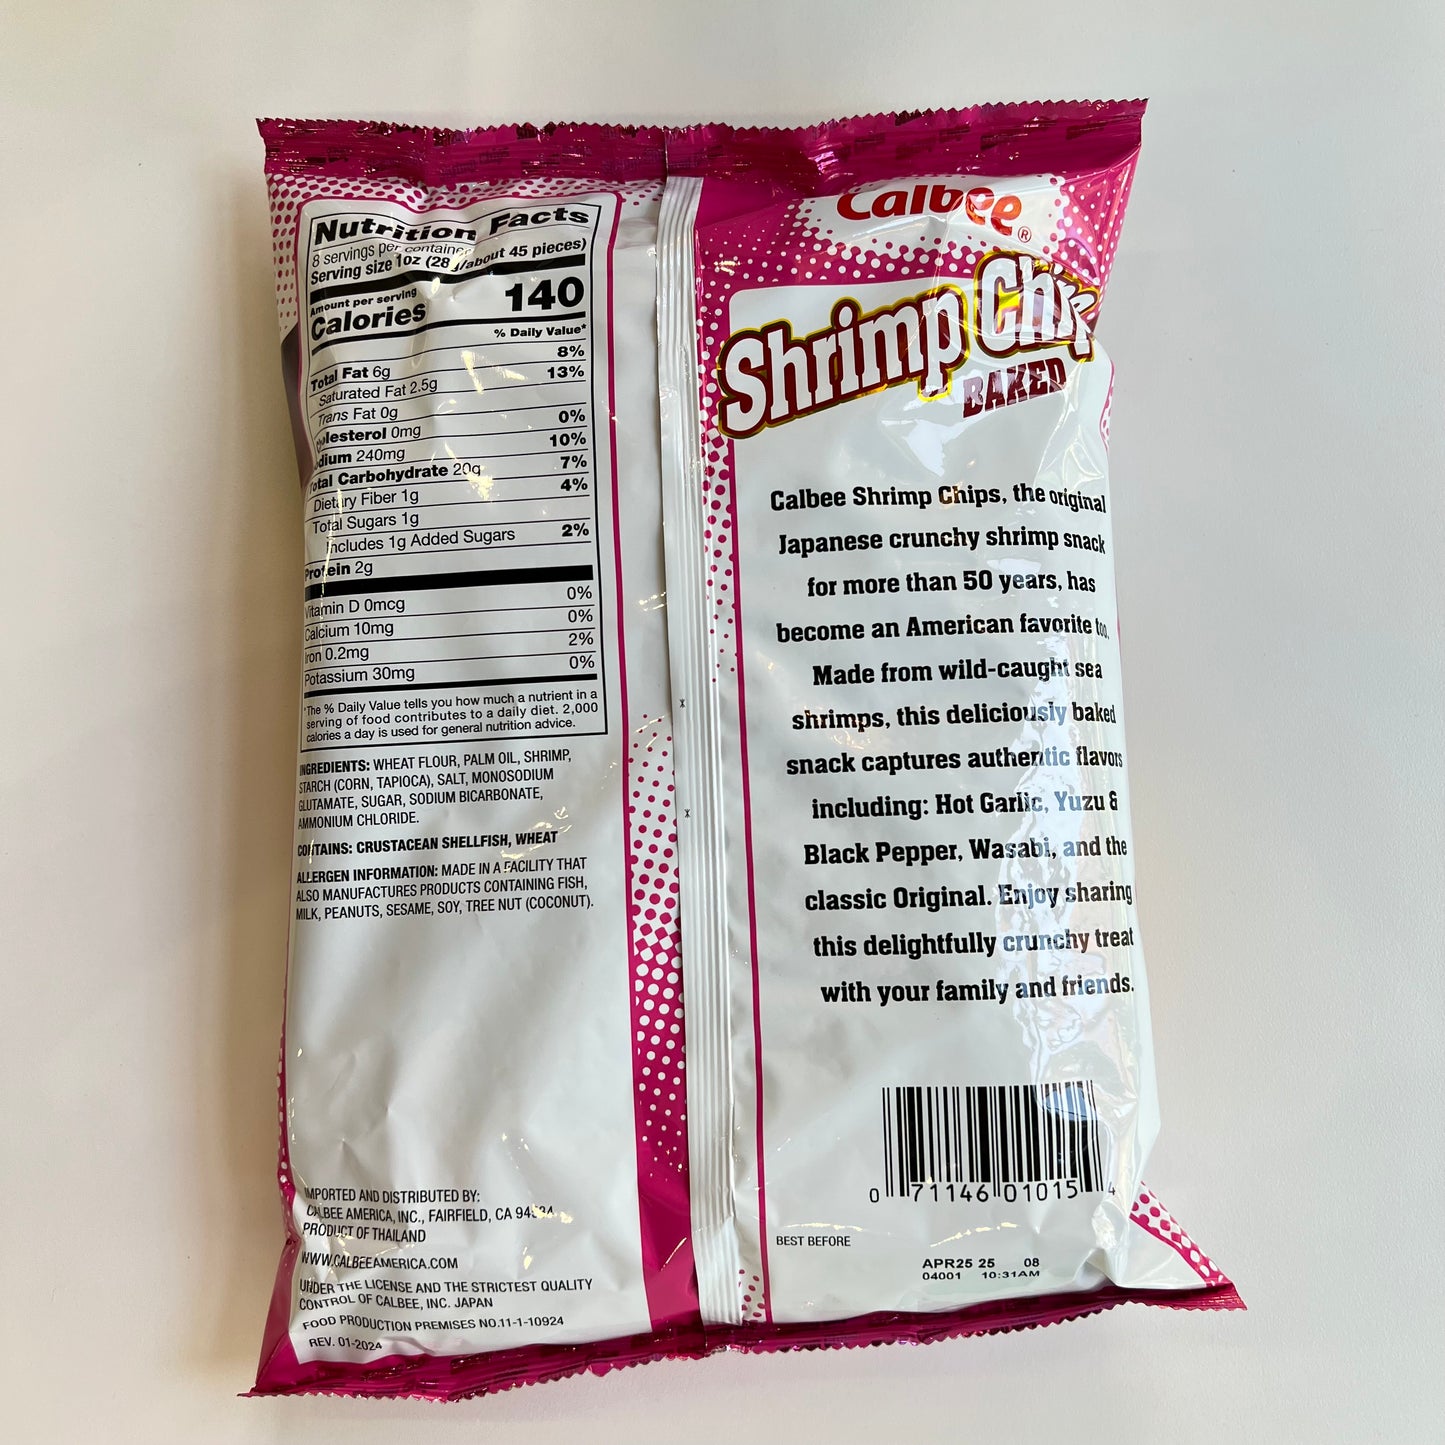 Nutrition Facts
8 servings per container
Serving size 1oz (28g/about 45 pieces)
Amount per serving
Calories 140
% Daily Value*
Total Fat 6g 8%
Saturated Fat 2.5g 13%
Trans Fat 0g
Cholesterol 0mg 0%
Sodium 240mg 10%
Total Carbohydrate 20g 7%
Dietary Fiber 1g 4%
Total Sugars 1g
Includes 1g Added Sugars 2%
Protein 2g
Vitamin D 0mcg 0%
Calcium 10mg 0%
Iron 0.2mg 2%
Potassium 30mg 0%
*The % Daily Value tells you how much a nutrient in a
serving of food contributes to a daily diet. 2,000
calories a day is used for general nutrition advice.
INGREDIENTS: WHEAT FLOUR, PALM OIL, SHRIMP,
STARCH (CORN, TAPIOCA), SALT, MONOSODIUM
GLUTAMATE, SUGAR, SODIUM BICARBONATE,
AMMONIUM CHLORIDE.
CONTAINS: CRUSTACEAN SHELLFISH, WHEAT
ALLERGEN INFORMATION: MADE IN A FACILITY THAT
ALSO MANUFACTURES PRODUCTS CONTAINING FISH,
MILK, PEANUTS, SESAME, SOY, TREE NUT (COCONUT).
IMPORTED AND DISTRIBUTED BY:
CALBEE AMERICA, INC., FAIRFIELD, CA
PRODUCT OF THAILAND
WWW.CALBEEAMERICA.COM
UNDER THE LICENSE AND THE STRICTEST QUALITY
CONTROL OF CALBEE, INC. JAPAN
FOOD PRODUCTION PREMISES NO.11-1-10924
REV. 01-2024
Calbee®
Shrimp Chips
BAKED
Calbee Shrimp Chips, the original
Japanese crunchy shrimp snack
for more than 50 years, has
become an American favorite too.
Made from wild-caught sea
shrimps, this deliciously baked
snack captures authentic flavors
including: Hot Garlic, Yuzu &
Black Pepper, Wasabi, and the
classic Original. Enjoy sharing
this delightfully crunchy treat
with your family and friends.
0 71146 01015 4
BEST BEFORE
APR25 25 08
04001 10:31AM